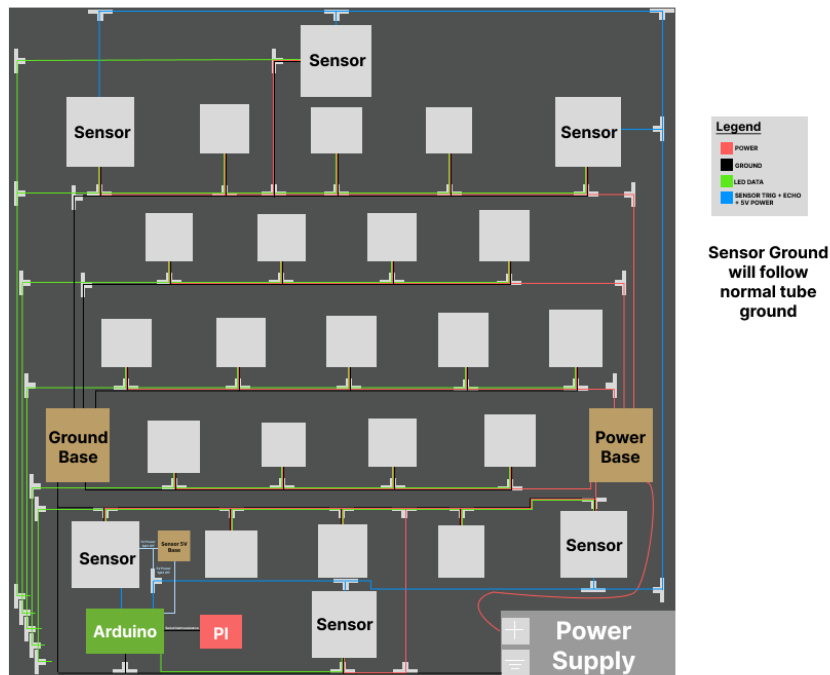 Sensor
Sensor
Sensor
Legend
POWER
GROUND
LED DATA
SENSOR TRIG + ECHO
+ 5V POWER
Sensor Ground
will follow
normal tube
ground
Ground
Base
Power
Base
Sensor
Sensor 5V
Base
Sensor
Sensor
Arduino
PI
Power
Supply